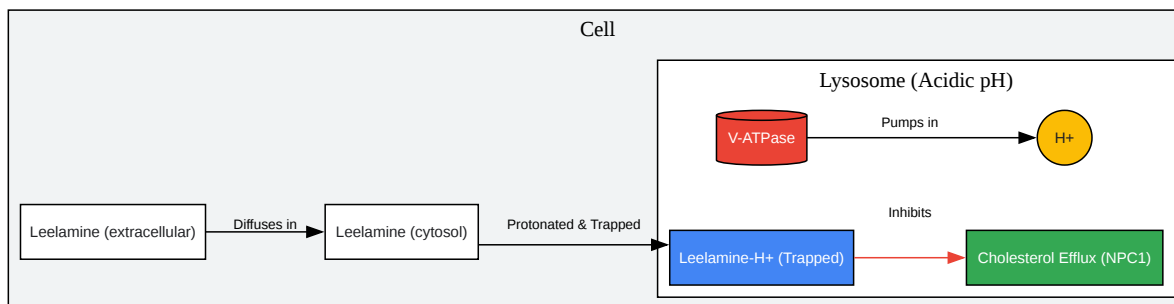 Cell
Lysosome (Acidic pH)
V-ATPase
Pumps in
H+
Leelamine (extracellular)
Diffuses in
Leelamine (cytosol)
Protonated & Trapped
Leelamine-H+ (Trapped)
Inhibits
Cholesterol Efflux (NPC1)